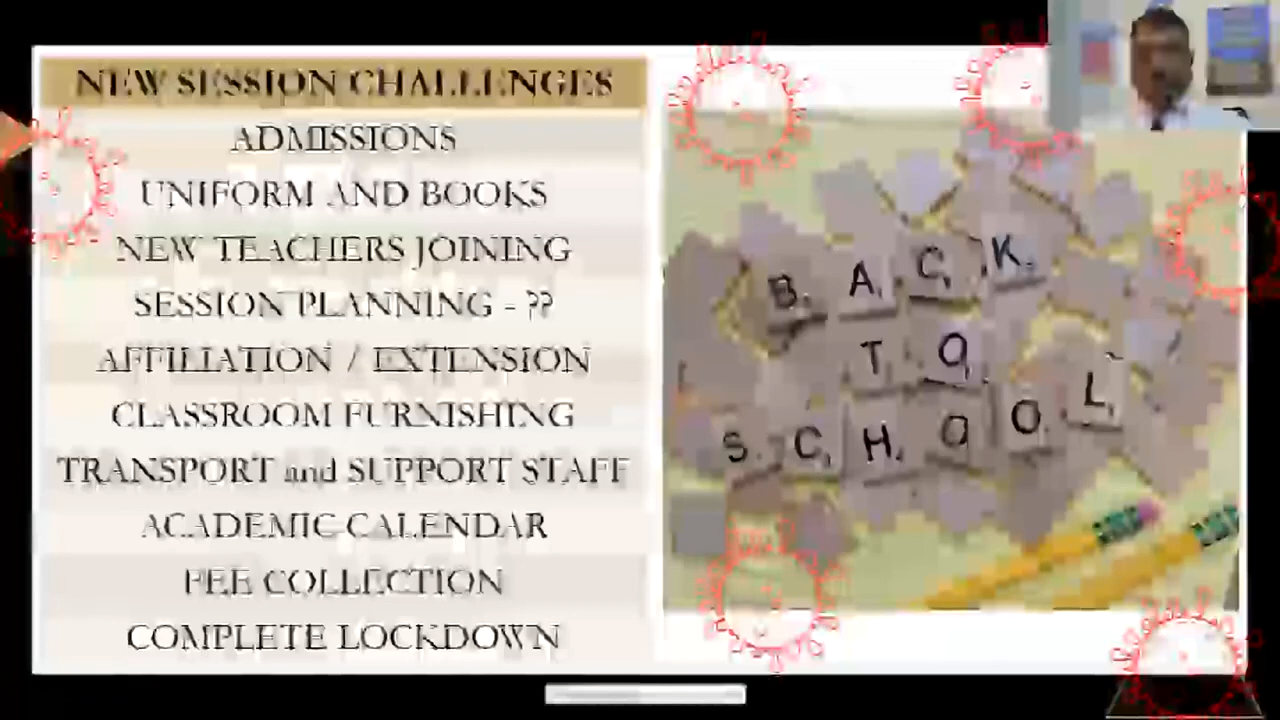 NEW SESSION CHALLENGES
ADMISSIONS
UNIFORM AND BOOKS
NEW TEACHERS JOINING
SESSION PLANNING - ??
AFFILIATION / EXTENSION
CLASSROOM FURNISHING
TRANSPORT and SUPPORT STAFF
ACADEMIC CALENDAR
FEE COLLECTION
COMPLETE LOCKDOWN
BACK
TO
SCHOOL